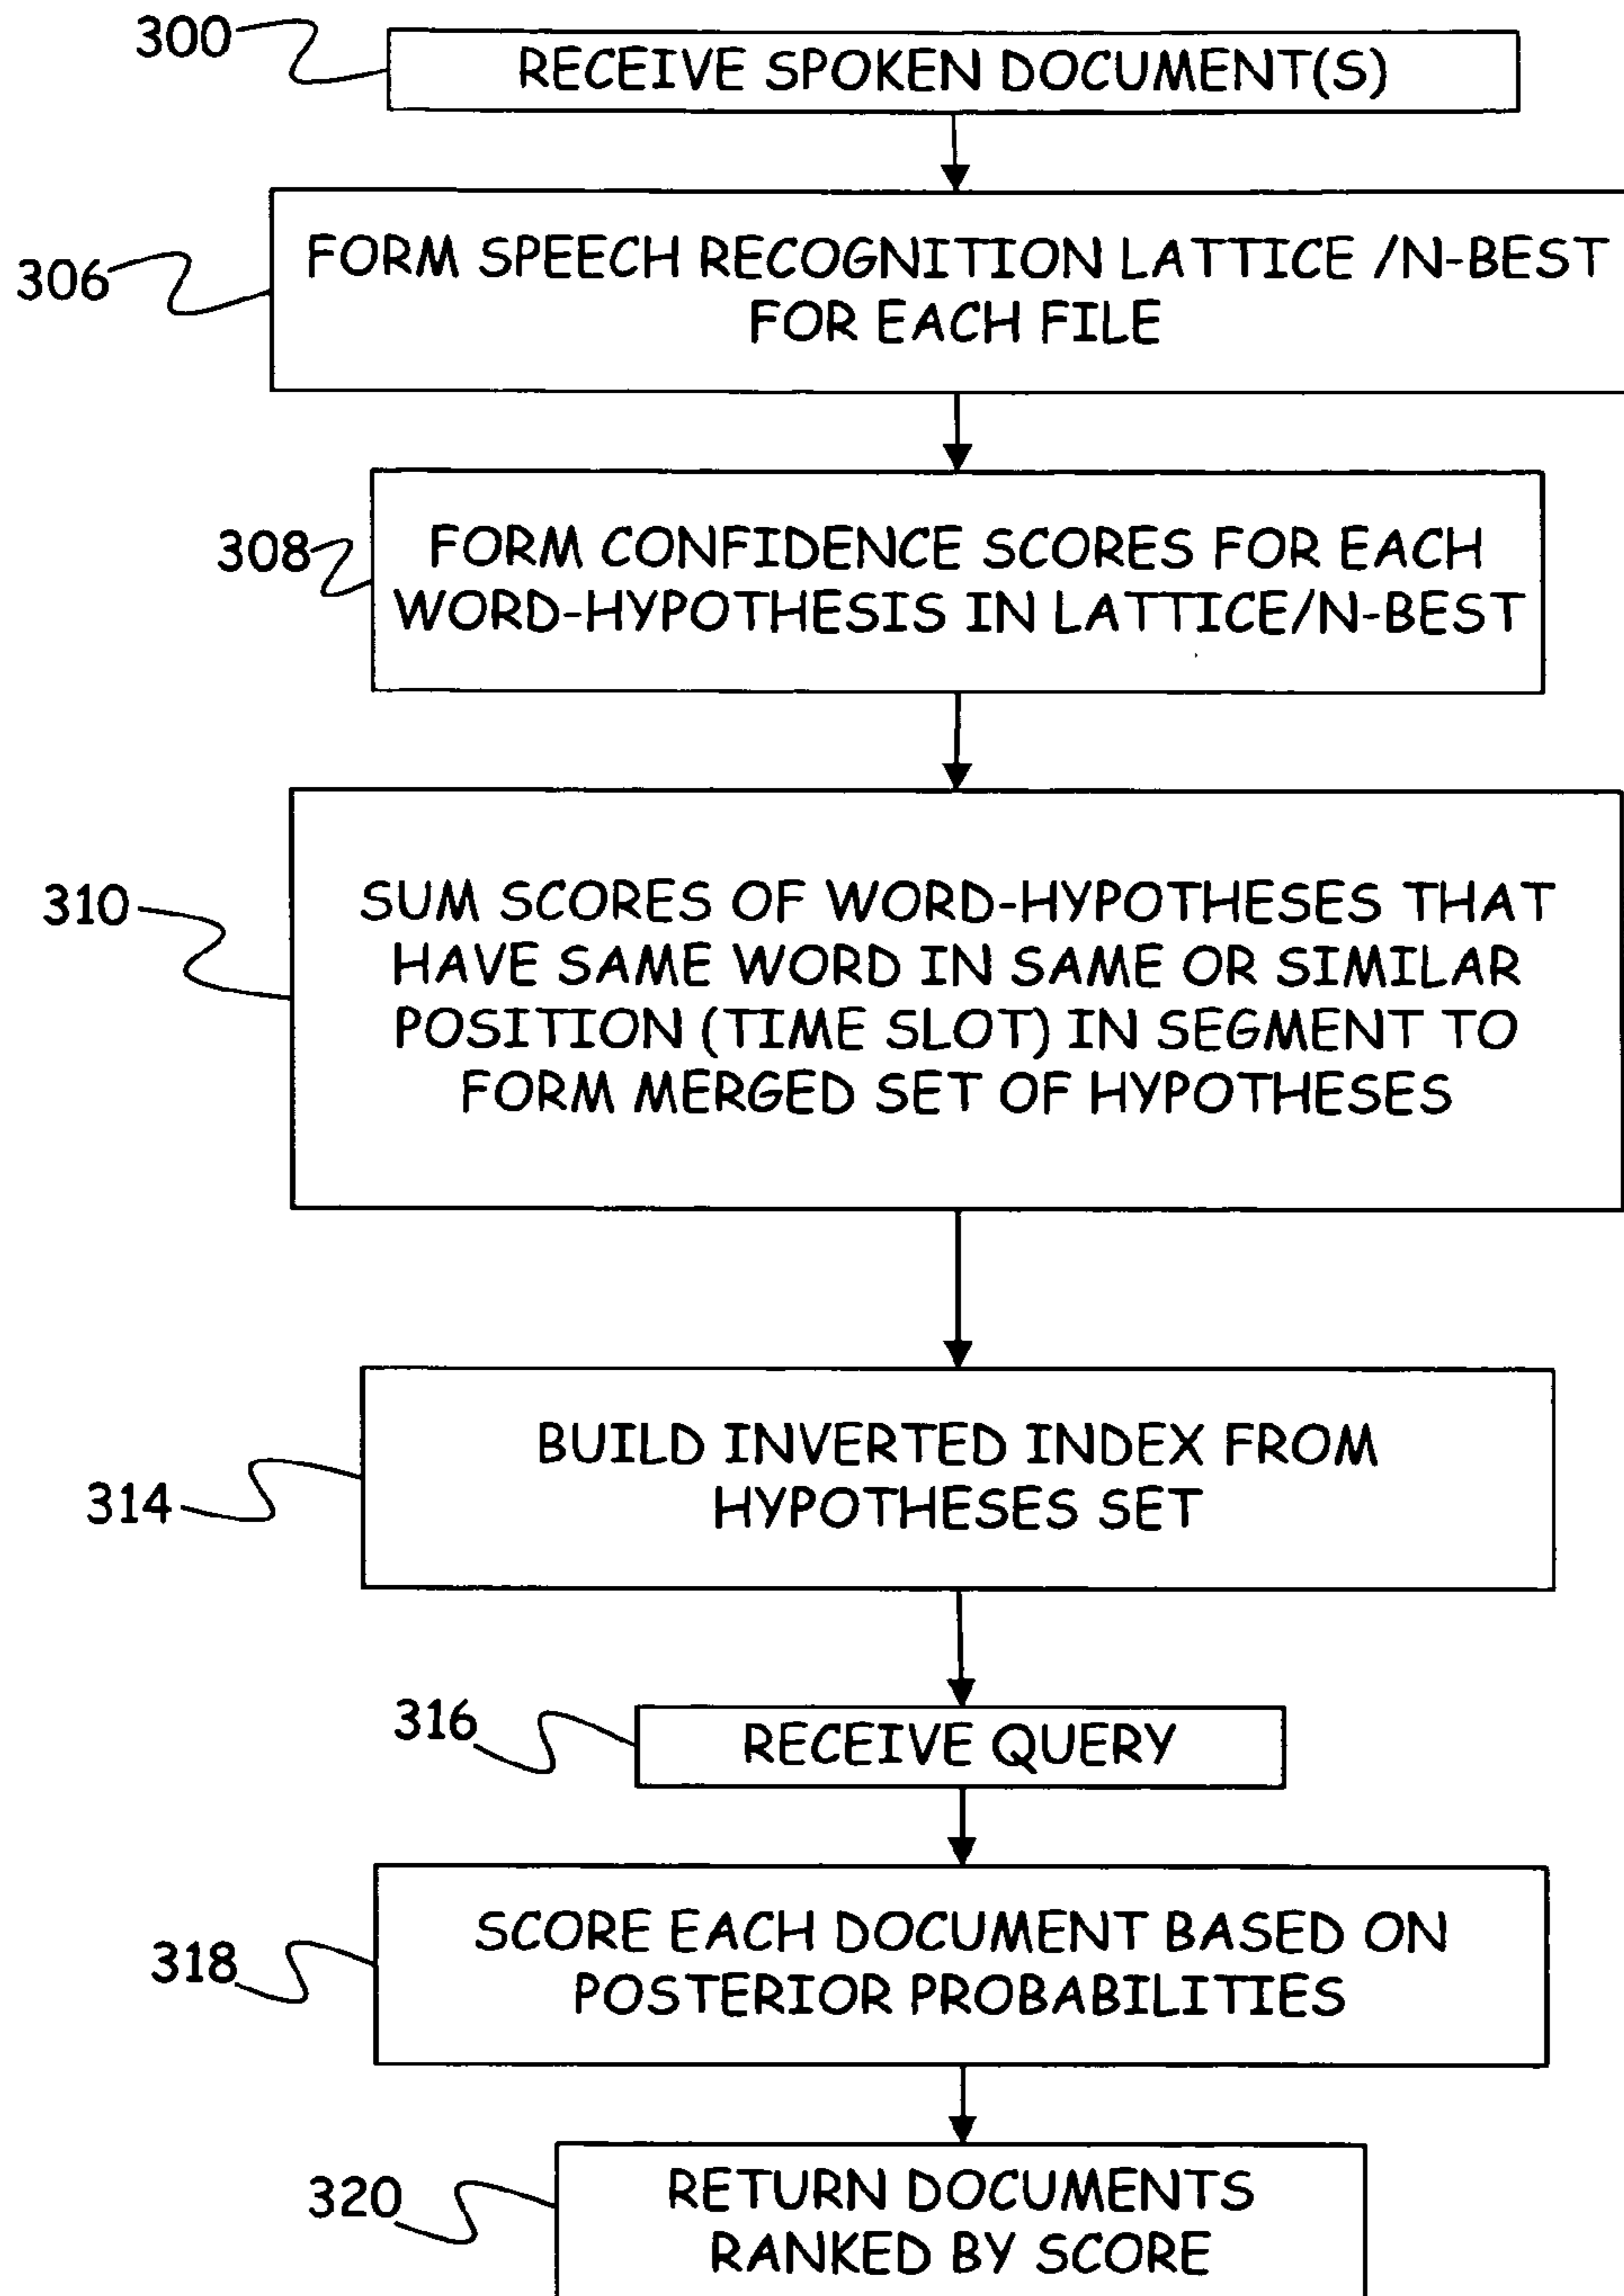 300
RECEIVE SPOKEN DOCUMENT(S)
306
FORM SPEECH RECOGNITION LATTICE /N-BEST
FOR EACH FILE
308
FORM CONFIDENCE SCORES FOR EACH
WORD-HYPOTHESIS IN LATTICE/N-BEST
310
SUM SCORES OF WORD-HYPOTHESES THAT
HAVE SAME WORD IN SAME OR SIMILAR
POSITION (TIME SLOT) IN SEGMENT TO
FORM MERGED SET OF HYPOTHESES
314
BUILD INVERTED INDEX FROM
HYPOTHESES SET
316
RECEIVE QUERY
318
SCORE EACH DOCUMENT BASED ON
POSTERIOR PROBABILITIES
320
RETURN DOCUMENTS
RANKED BY SCORE